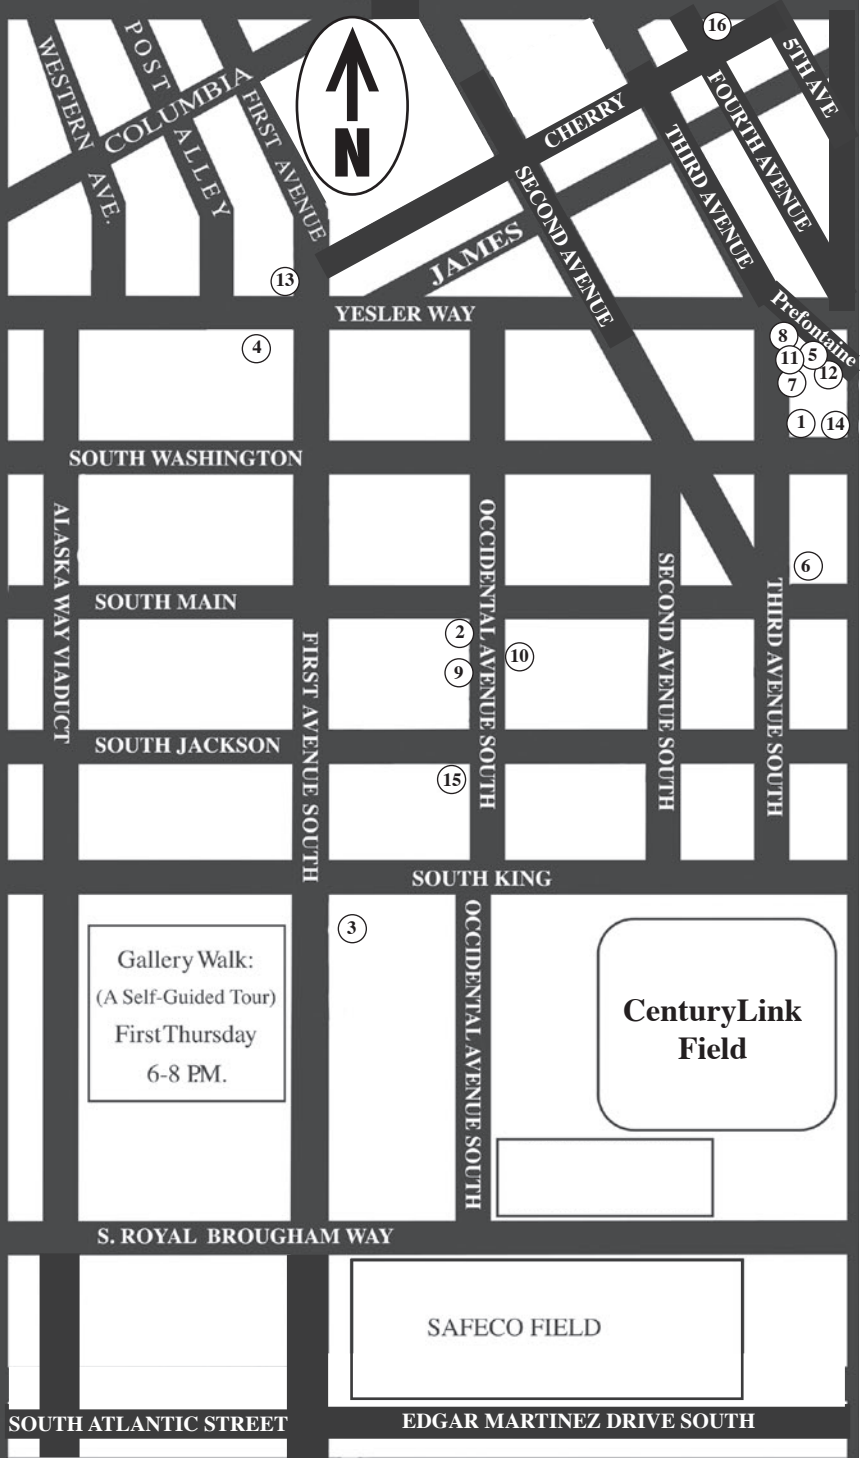 16
5TH AVE
WESTERN AVE.
POST ALLEY
COLUMBIA
FIRST AVENUE
N
CHERRY
FOURTH AVENUE
THIRD AVENUE
SECOND AVENUE
JAMES
13
YESLER WAY
Prefontaine
4
8
11
5
12
7
1
14
SOUTH WASHINGTON
ALASKA WAY VIADUCT
OCCIDENTAL AVENUE SOUTH
SECOND AVENUE SOUTH
THIRD AVENUE SOUTH
6
SOUTH MAIN
FIRST AVENUE SOUTH
2
10
9
SOUTH JACKSON
15
SOUTH KING
OCCIDENTAL AVENUE SOUTH
3
Gallery Walk:
(A Self-Guided Tour)
First Thursday
6-8 P.M.
CenturyLink
Field
S. ROYAL BROUGHAM WAY
SAFECO FIELD
SOUTH ATLANTIC STREET
EDGAR MARTINEZ DRIVE SOUTH